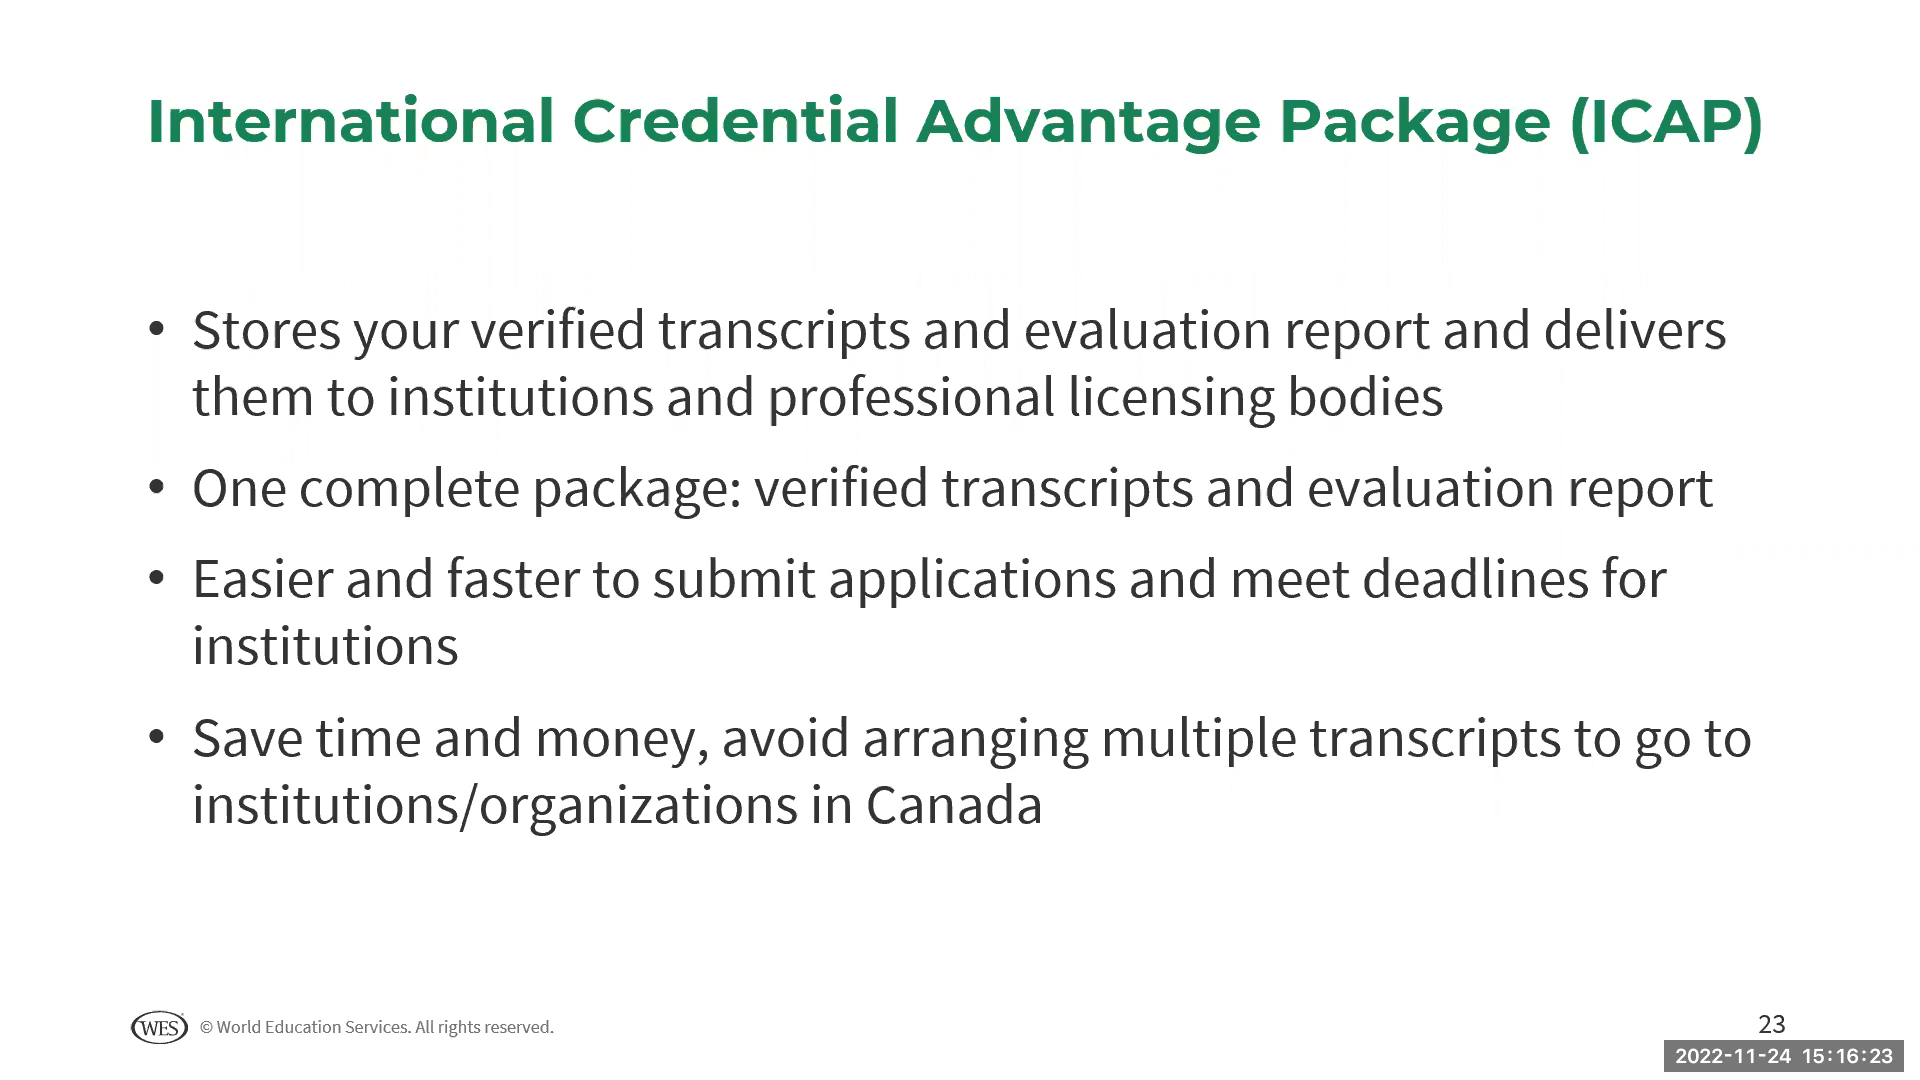 International Credential Advantage Package (ICAP)
• Stores your verified transcripts and evaluation report and delivers
them to institutions and professional licensing bodies
• One complete package: verified transcripts and evaluation report
• Easier and faster to submit applications and meet deadlines for
institutions
• Save time and money, avoid arranging multiple transcripts to go to
institutions/organizations in Canada
WES © World Education Services. All rights reserved.
23
2022-11-24 15:16:23